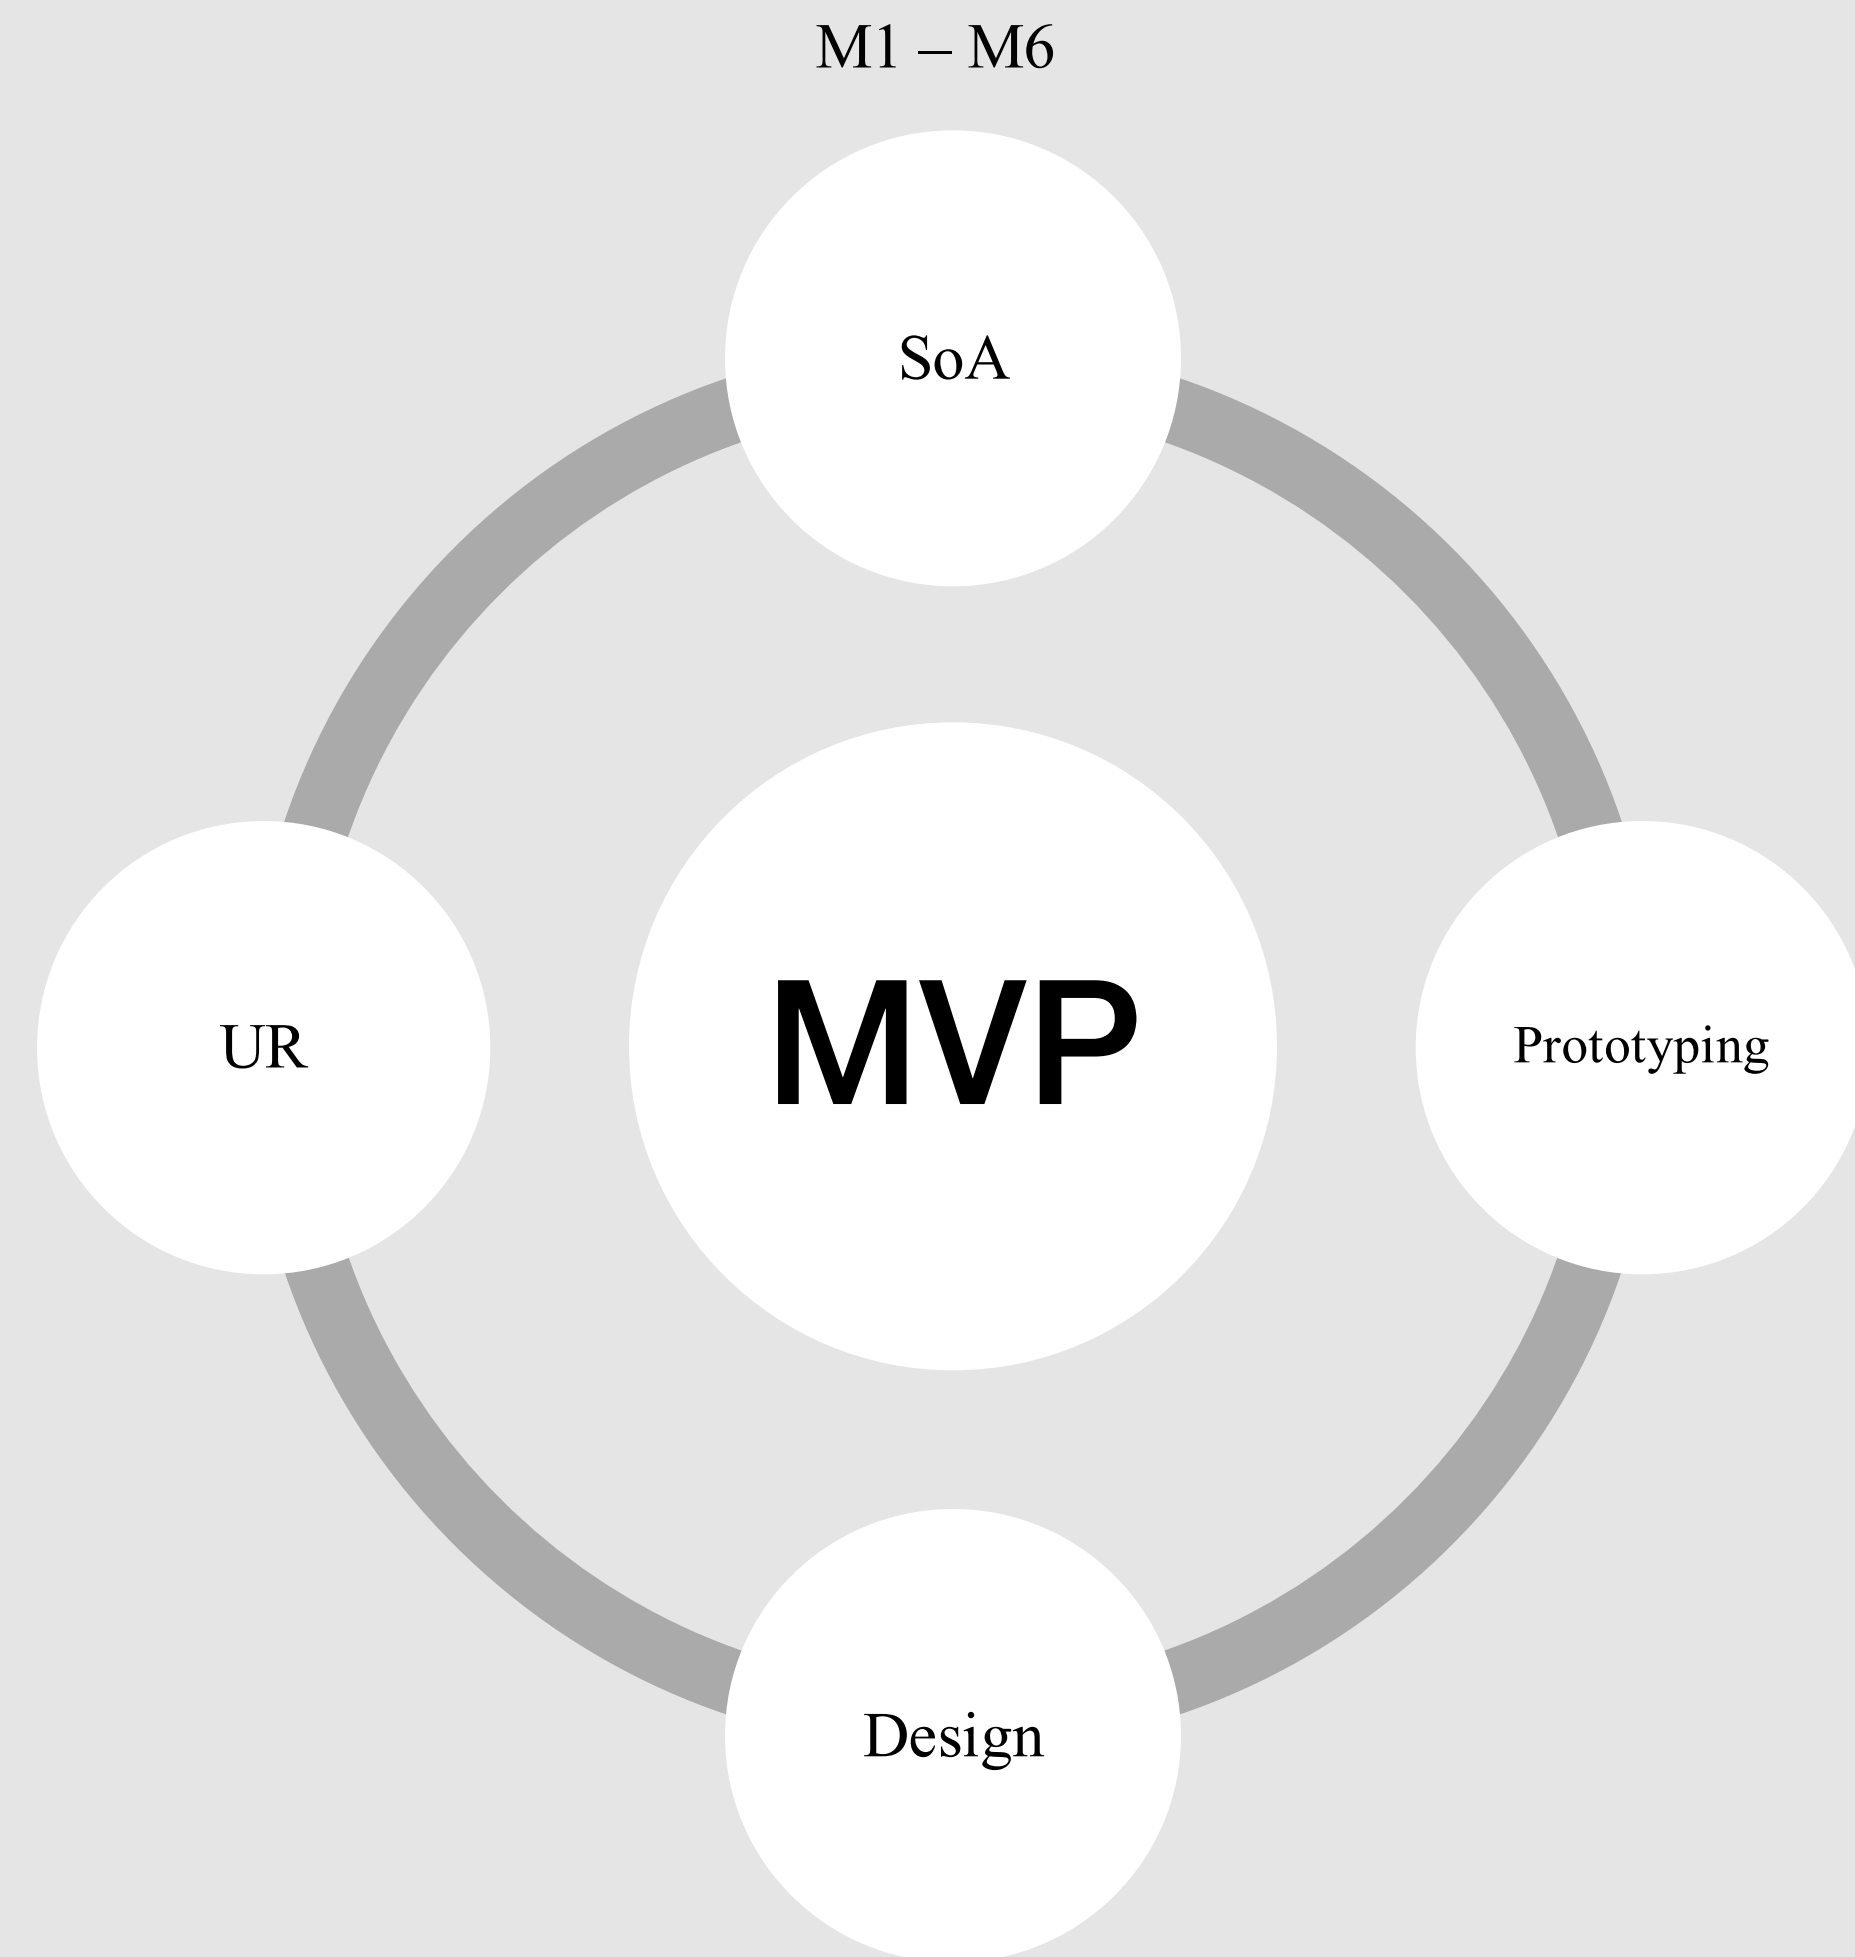 M1 – M6
SoA
UR
MVP
Prototyping
Design